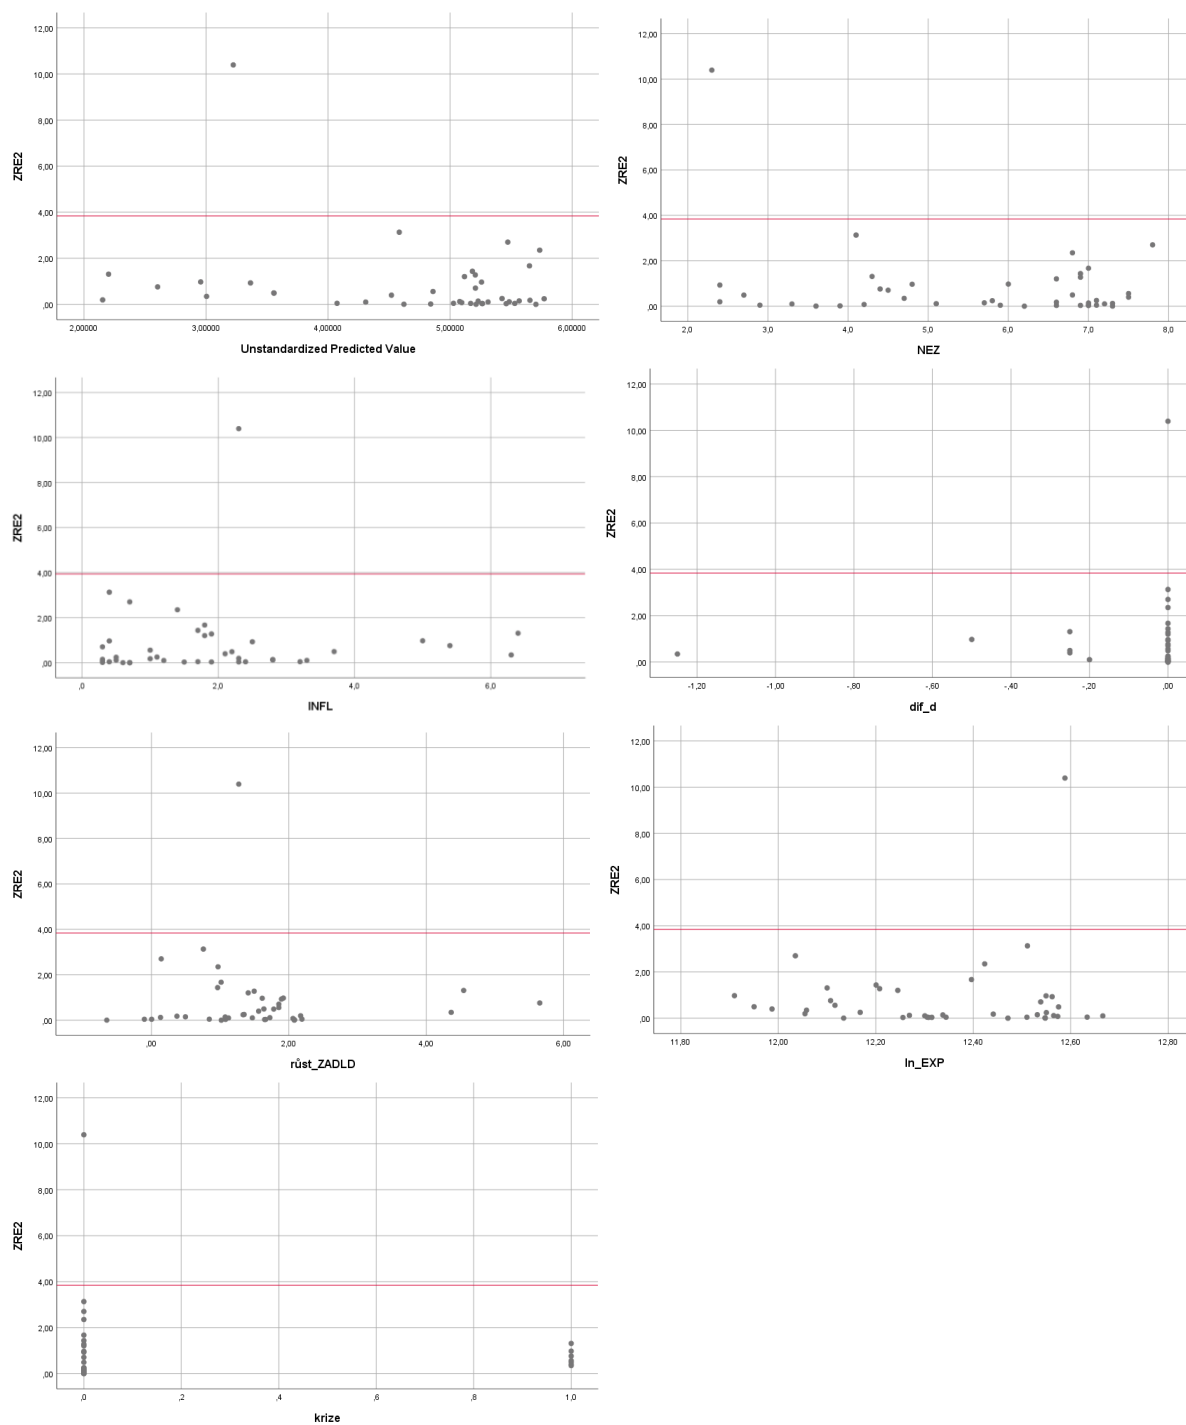 12,00
10,00
8,00
6,00
4,00
2,00
,00
ZRE2
2,00000 3,00000 4,00000 5,00000 6,00000
Unstandardized Predicted Value
12,00
10,00
8,00
6,00
4,00
2,00
,00
ZRE2
2,0 3,0 4,0 5,0 6,0 7,0 8,0
NEZ
12,00
10,00
8,00
6,00
4,00
2,00
,00
ZRE2
,0 2,0 4,0 6,0
INFL
12,00
10,00
8,00
6,00
4,00
2,00
,00
ZRE2
-1,20 -1,00 -,80 -,60 -,40 -,20 ,00
dif_d
12,00
10,00
8,00
6,00
4,00
2,00
,00
ZRE2
,00 2,00 4,00 6,00
růst_ZADLD
12,00
10,00
8,00
6,00
4,00
2,00
,00
ZRE2
11,80 12,00 12,20 12,40 12,60 12,80
ln_EXP
12,00
10,00
8,00
6,00
4,00
2,00
,00
ZRE2
,0 ,2 ,4 ,6 ,8 1,0
krize